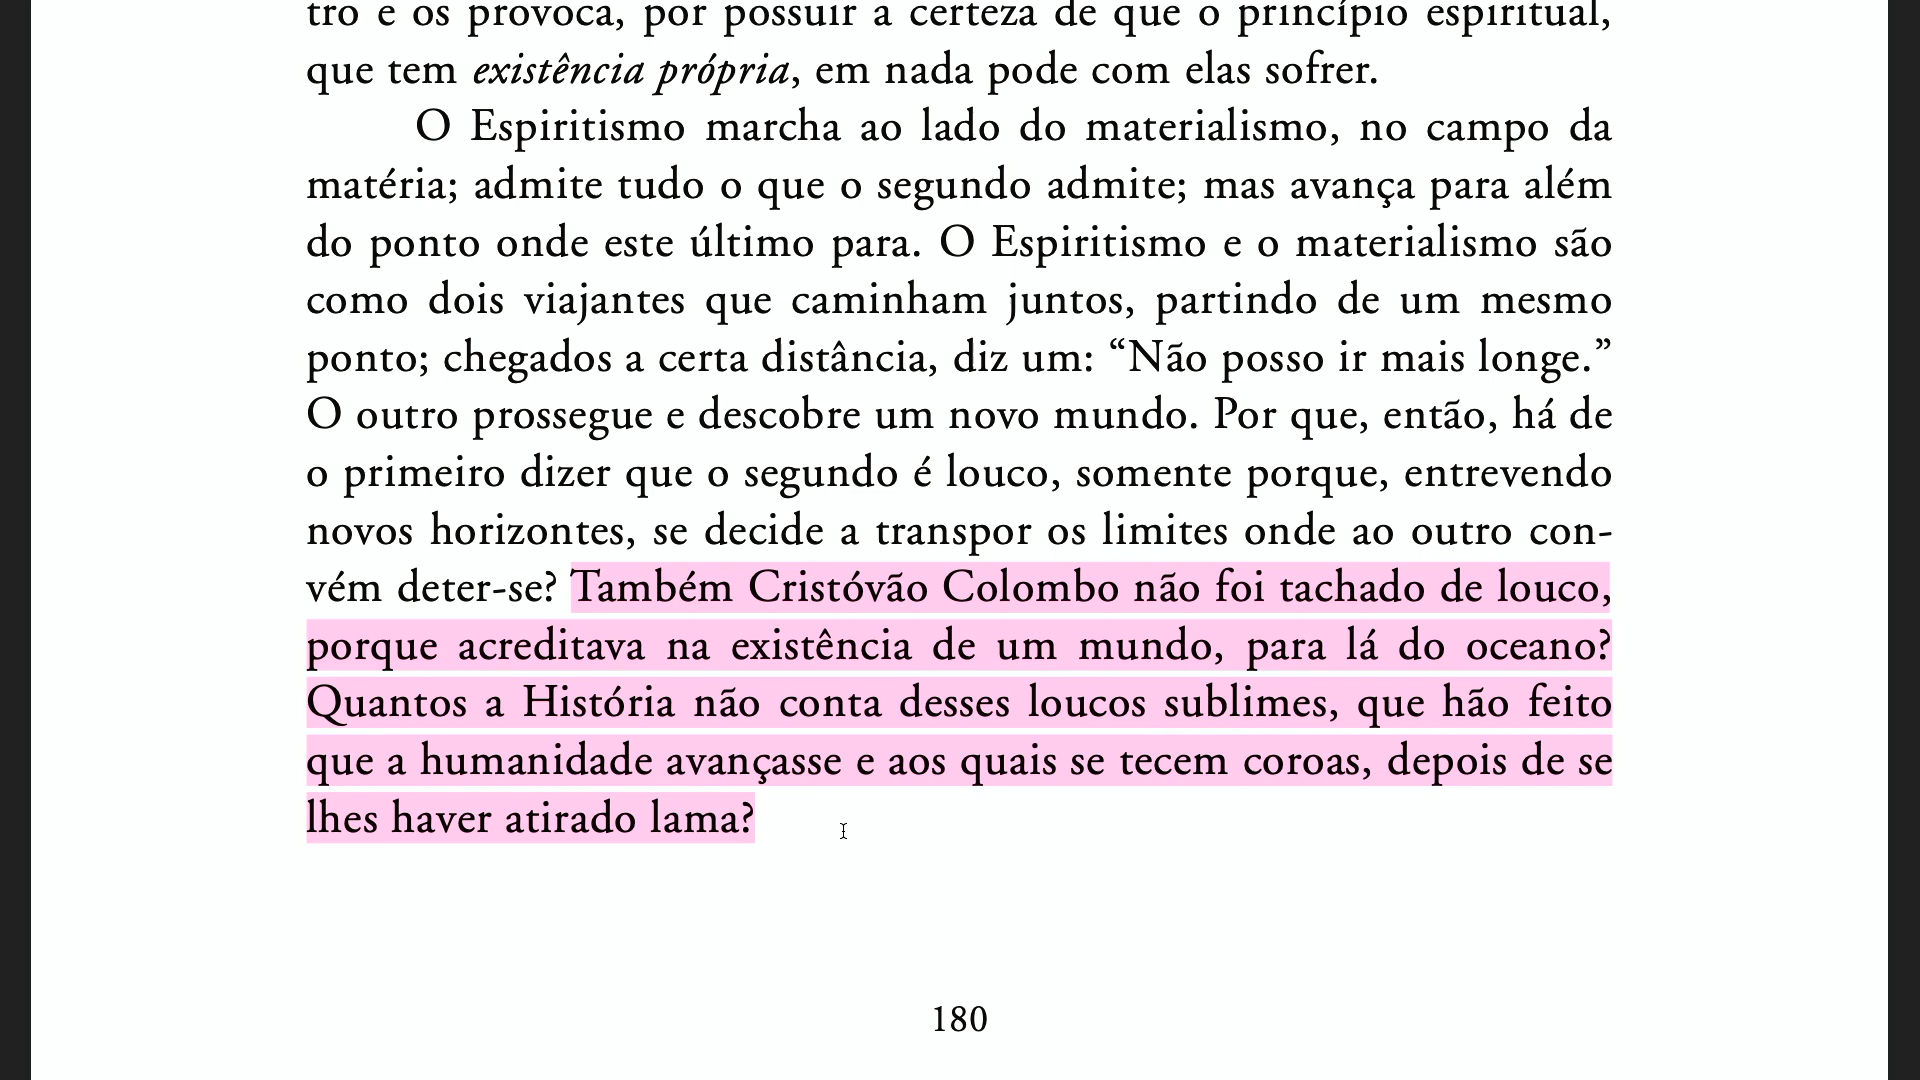 tro e os provoca, por possuir a certeza de que o princípio espiritual,
que tem existência própria, em nada pode com elas sofrer.
O Espiritismo marcha ao lado do materialismo, no campo da
matéria; admite tudo o que o segundo admite; mas avança para além
do ponto onde este último para. O Espiritismo e o materialismo são
como dois viajantes que caminham juntos, partindo de um mesmo
ponto; chegados a certa distância, diz um: “Não posso ir mais longe.”
O outro prossegue e descobre um novo mundo. Por que, então, há de
o primeiro dizer que o segundo é louco, somente porque, entrevendo
novos horizontes, se decide a transpor os limites onde ao outro con-
vém deter-se? Também Cristóvão Colombo não foi tachado de louco,
porque acreditava na existência de um mundo, para lá do oceano?
Quantos a História não conta desses loucos sublimes, que hão feito
que a humanidade avançasse e aos quais se tecem coroas, depois de se
lhes haver atirado lama?
180